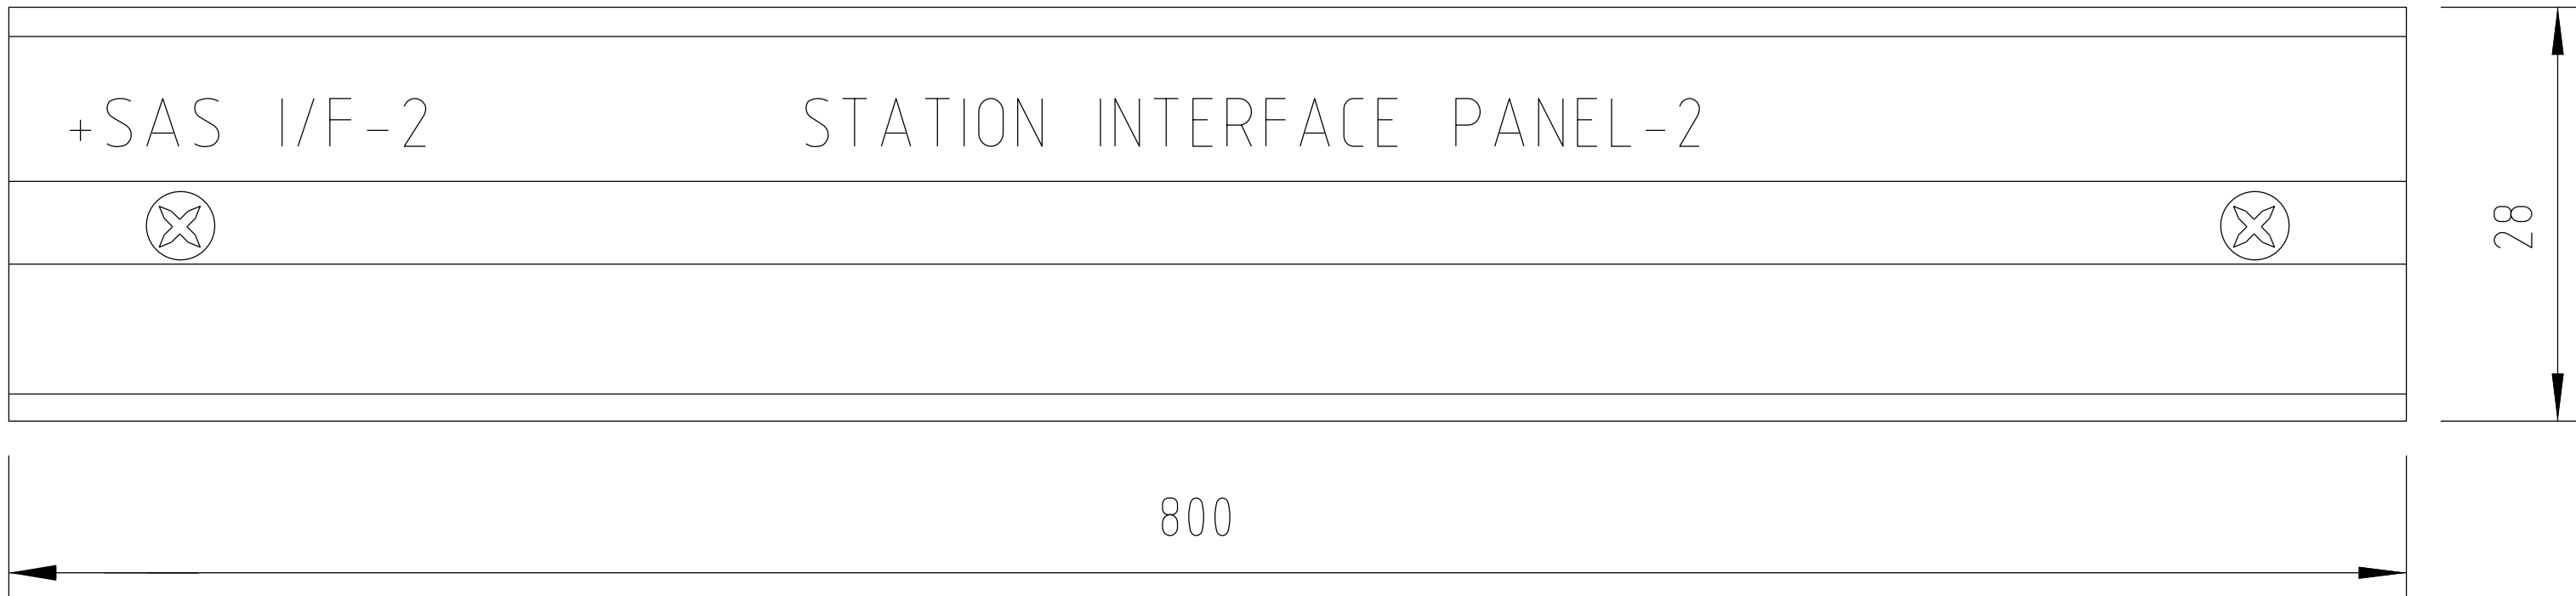 +SAS I/F-2 STATION INTERFACE PANEL-2
28
800